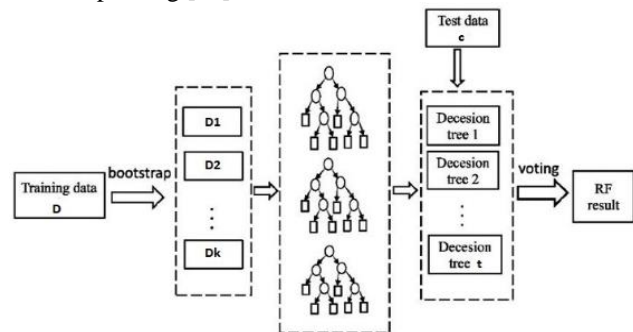 Test data
c
D1
Decesion
tree 1
bootstrap
D2
Decesion
tree 2
voting
Training data
D
RF
result
Dk
Decesion
tree t